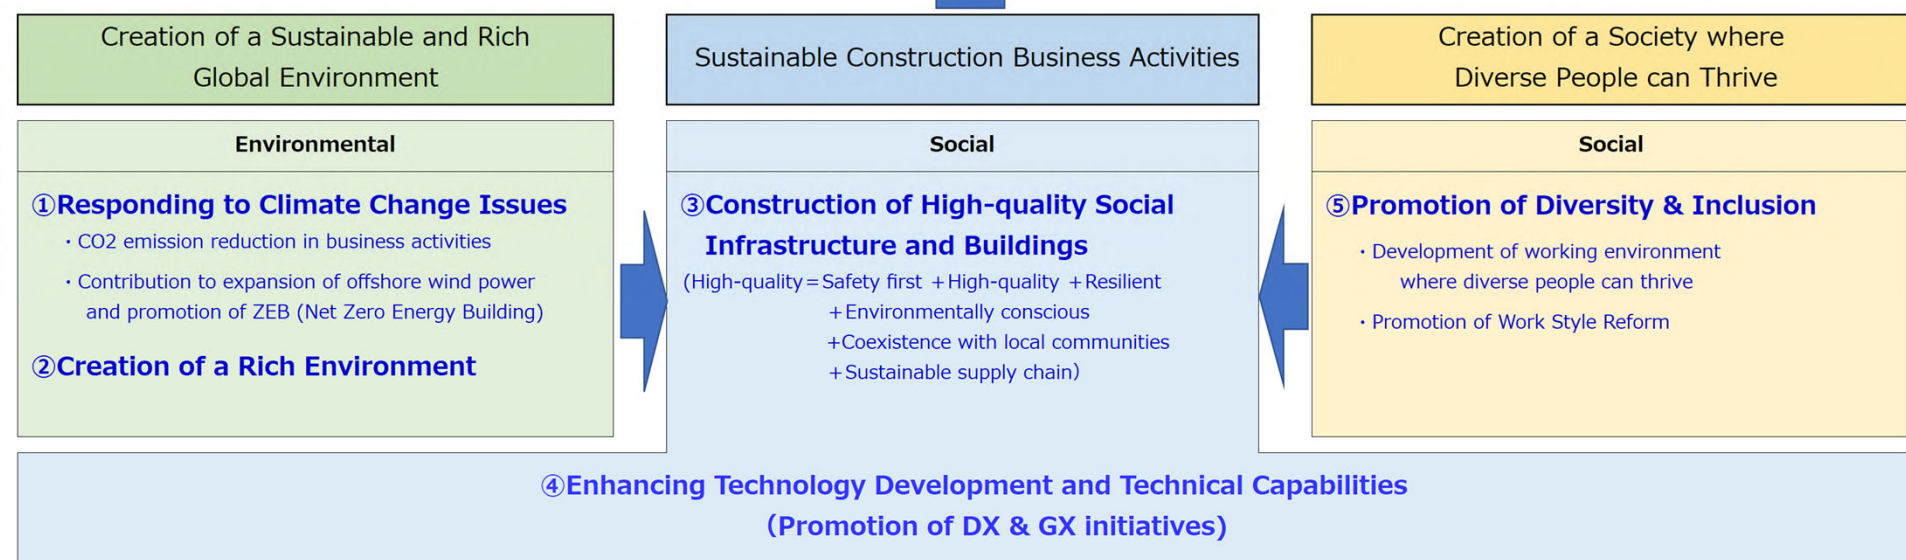 Creation of a Sustainable and Rich
Global Environment
Environmental
①Responding to Climate Change Issues
・CO2 emission reduction in business activities
・Contribution to expansion of offshore wind power
and promotion of ZEB (Net Zero Energy Building)
②Creation of a Rich Environment
Sustainable Construction Business Activities
Social
③Construction of High-quality Social
Infrastructure and Buildings
(High-quality=Safety first +High-quality +Resilient
+Environmentally conscious
+Coexistence with local communities
+Sustainable supply chain)
Creation of a Society where
Diverse People can Thrive
Social
⑤Promotion of Diversity & Inclusion
・Development of working environment
where diverse people can thrive
・Promotion of Work Style Reform
④Enhancing Technology Development and Technical Capabilities
(Promotion of DX & GX initiatives)